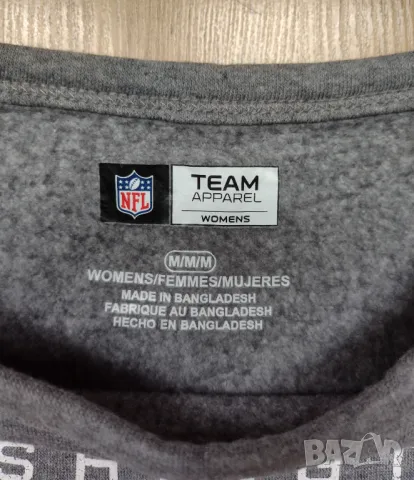 NFL
TEAM
APPAREL
WOMENS
M/M/M
WOMENS/FEMMES/MUJERES
MADE IN BANGLADESH
FABRIQUE AU BANGLADESH
HECHO EN BANGLADESH